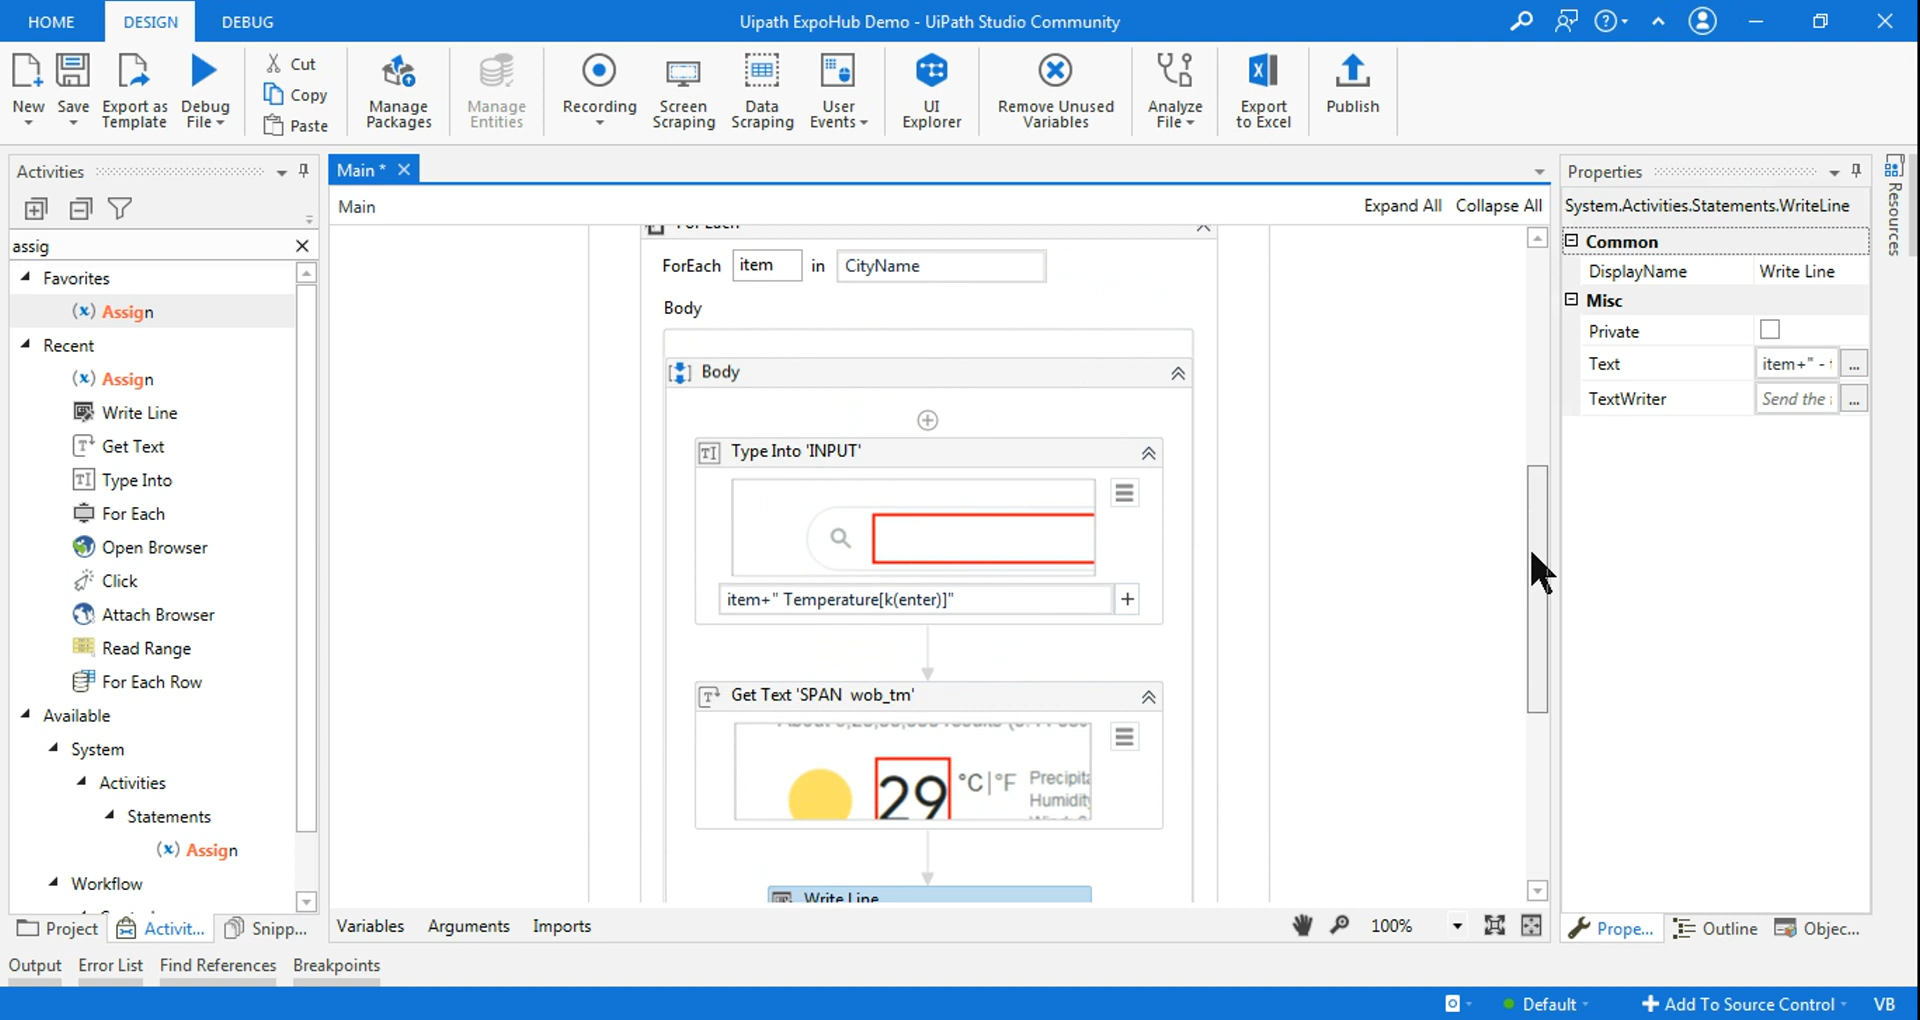 HOME DESIGN DEBUG Uipath ExpoHub Demo - UiPath Studio Community
New Save Export as Template Debug File Cut Copy Paste Manage Packages Manage Entities Recording Screen Scraping Data Scraping User Events UI Explorer Remove Unused Variables Analyze File Export to Excel Publish
Activities
assig
Favorites
Assign
Recent
Assign
Write Line
Get Text
Type Into
For Each
Open Browser
Click
Attach Browser
Read Range
For Each Row
Available
System
Activities
Statements
Assign
Workflow
Project Activit... Snipp...
Main *
Main Expand All Collapse All
ForEach item in CityName
Body
Body
Type Into 'INPUT'
item+" Temperature[k(enter)]"
Get Text 'SPAN wob_tm'
29 °C|°F
Write Line
Variables Arguments Imports 100%
Properties
System.Activities.Statements.WriteLine
Common
DisplayName Write Line
Misc
Private
Text item+" - ...
TextWriter Send the ...
Prope... Outline Objec...
Resources
Output Error List Find References Breakpoints
Default Add To Source Control VB